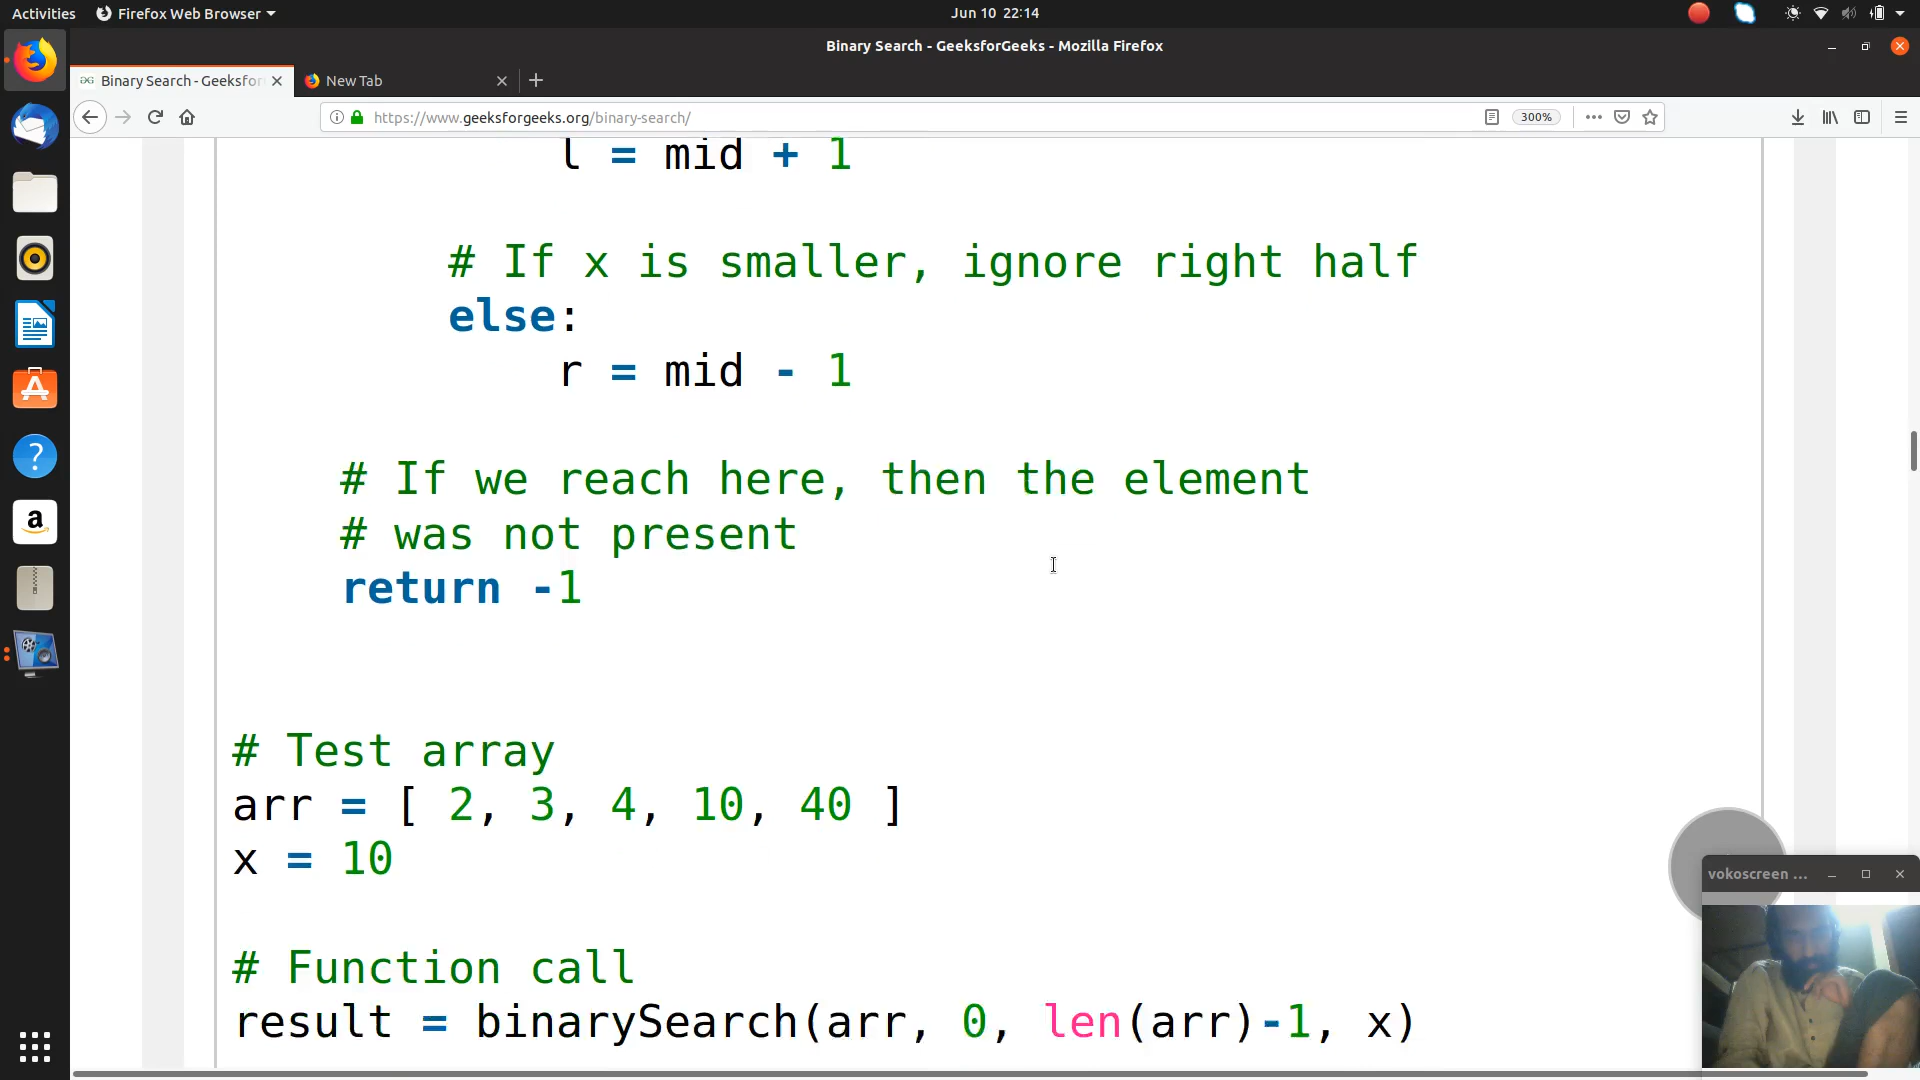 Activities
Firefox Web Browser
Jun 10 22:14
Binary Search - GeeksforGeeks - Mozilla Firefox
Binary Search - Geeksfor
New Tab
https://www.geeksforgeeks.org/binary-search/
300%
l = mid + 1
# If x is smaller, ignore right half
else:
r = mid - 1
# If we reach here, then the element
# was not present
return -1
# Test array
arr = [ 2, 3, 4, 10, 40 ]
x = 10
vokoscreen ...
# Function call
result = binarySearch(arr, 0, len(arr)-1, x)